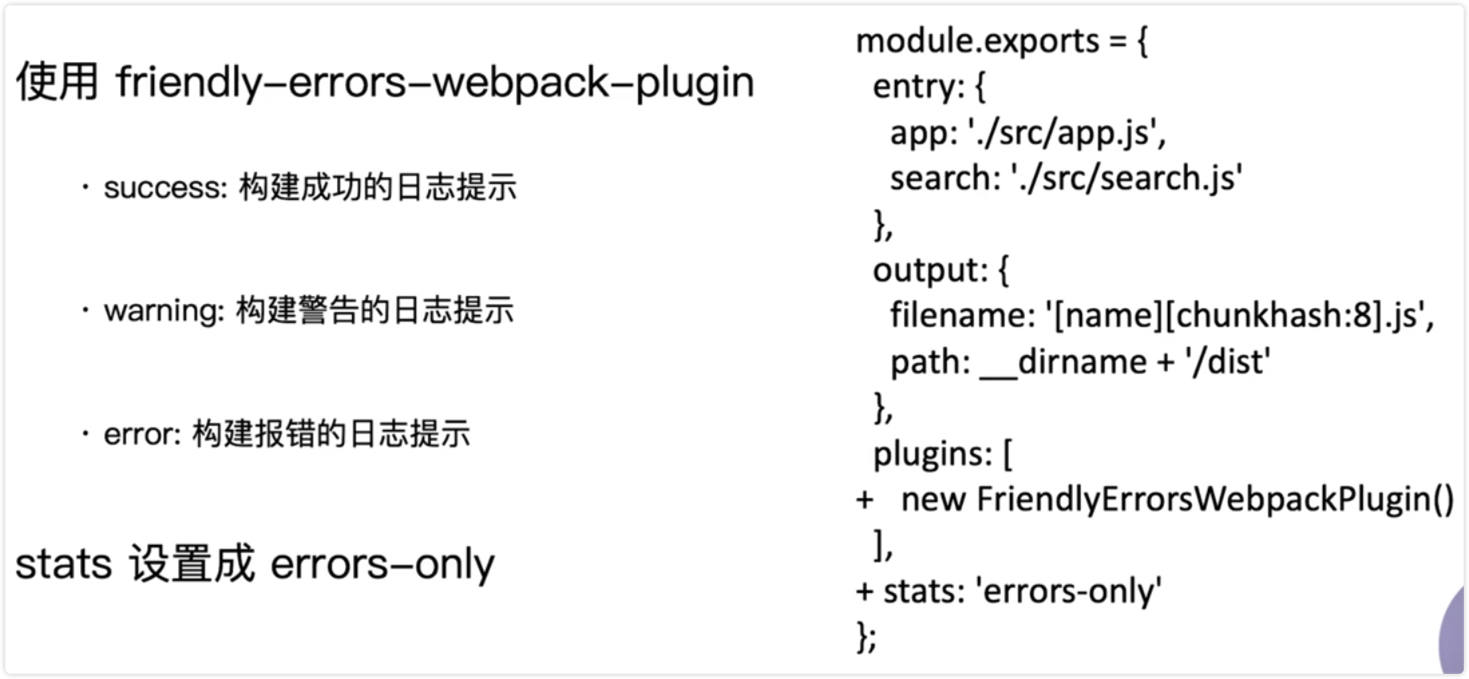 使用 friendly-errors-webpack-plugin
· success: 构建成功的日志提示
· warning: 构建警告的日志提示
· error: 构建报错的日志提示
stats 设置成 errors-only
module.exports = {
  entry: {
    app: './src/app.js',
    search: './src/search.js'
  },
  output: {
    filename: '[name][chunkhash:8].js',
    path: __dirname + '/dist'
  },
  plugins: [
+   new FriendlyErrorsWebpackPlugin()
  ],
+ stats: 'errors-only'
};